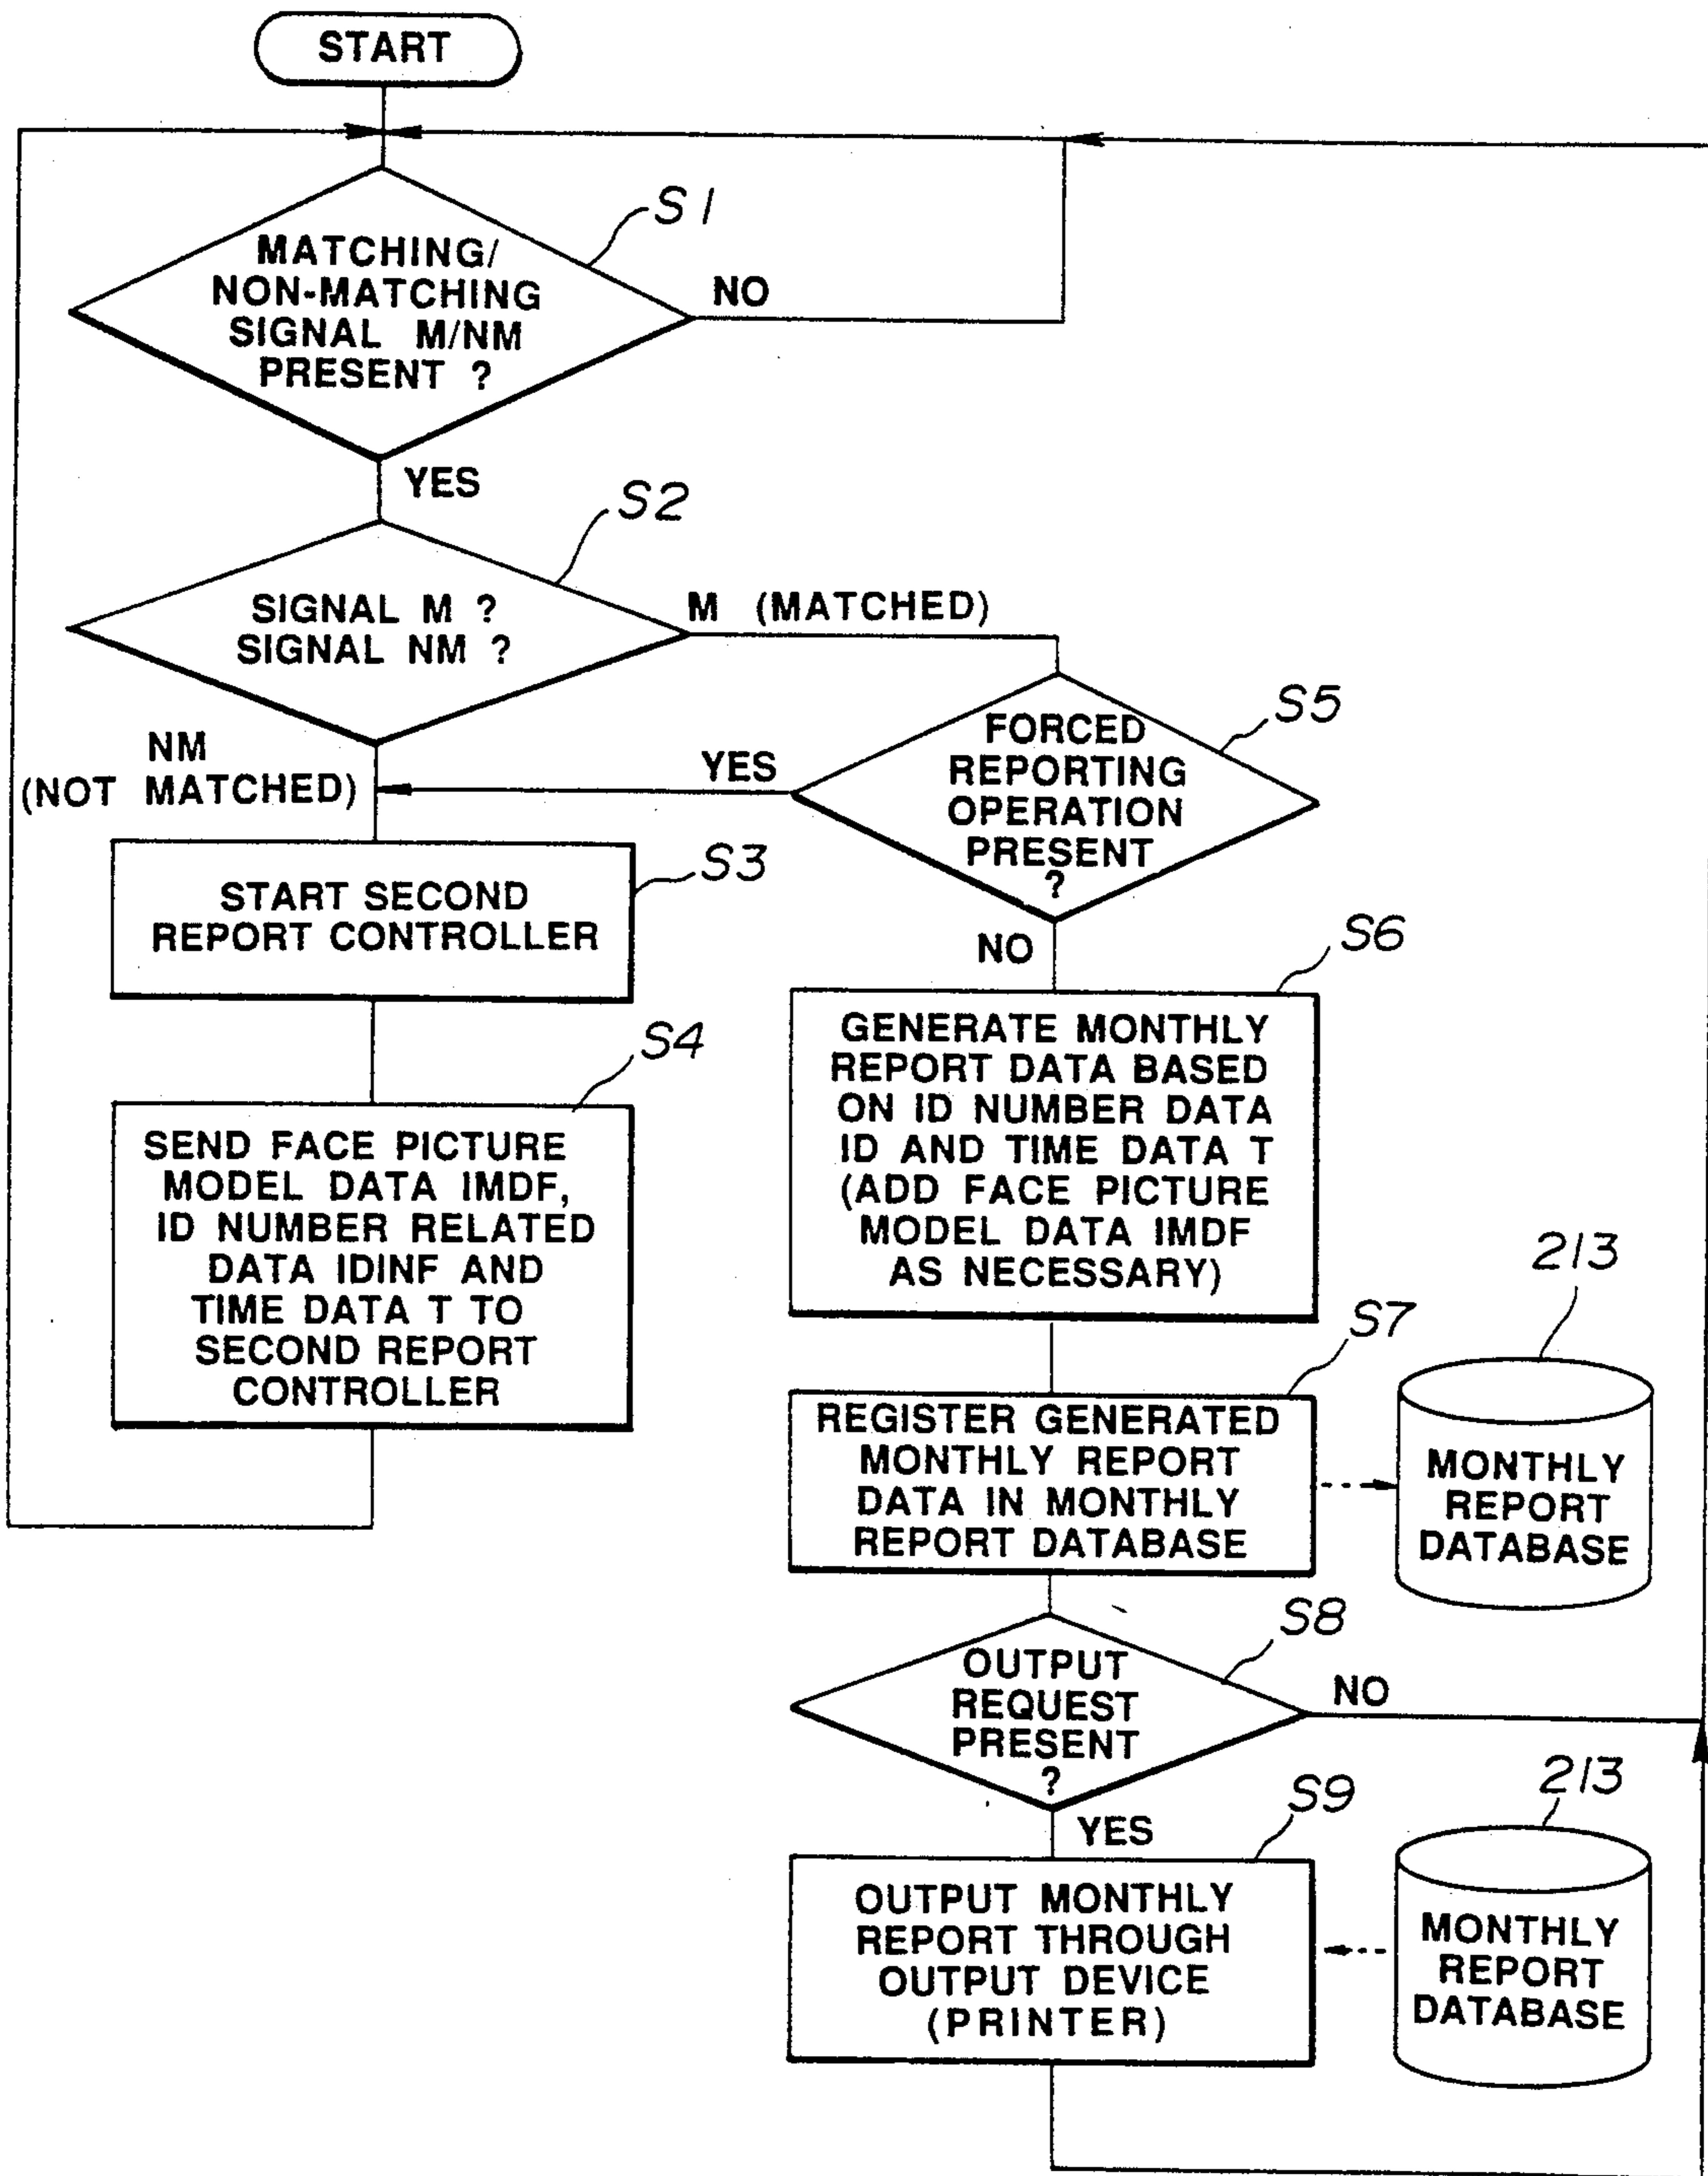 START
S1
MATCHING/
NON-MATCHING
SIGNAL M/NM
PRESENT ?
NO
YES
S2
SIGNAL M ?
SIGNAL NM ?
M (MATCHED)
NM
(NOT MATCHED)
S5
FORCED
REPORTING
OPERATION
PRESENT
?
YES
NO
S3
START SECOND
REPORT CONTROLLER
S4
SEND FACE PICTURE
MODEL DATA IMDF,
ID NUMBER RELATED
DATA IDINF AND
TIME DATA T TO
SECOND REPORT
CONTROLLER
S6
GENERATE MONTHLY
REPORT DATA BASED
ON ID NUMBER DATA
ID AND TIME DATA T
(ADD FACE PICTURE
MODEL DATA IMDF
AS NECESSARY)
S7
REGISTER GENERATED
MONTHLY REPORT
DATA IN MONTHLY
REPORT DATABASE
213
MONTHLY
REPORT
DATABASE
S8
OUTPUT
REQUEST
PRESENT
?
NO
YES
S9
OUTPUT MONTHLY
REPORT THROUGH
OUTPUT DEVICE
(PRINTER)
213
MONTHLY
REPORT
DATABASE